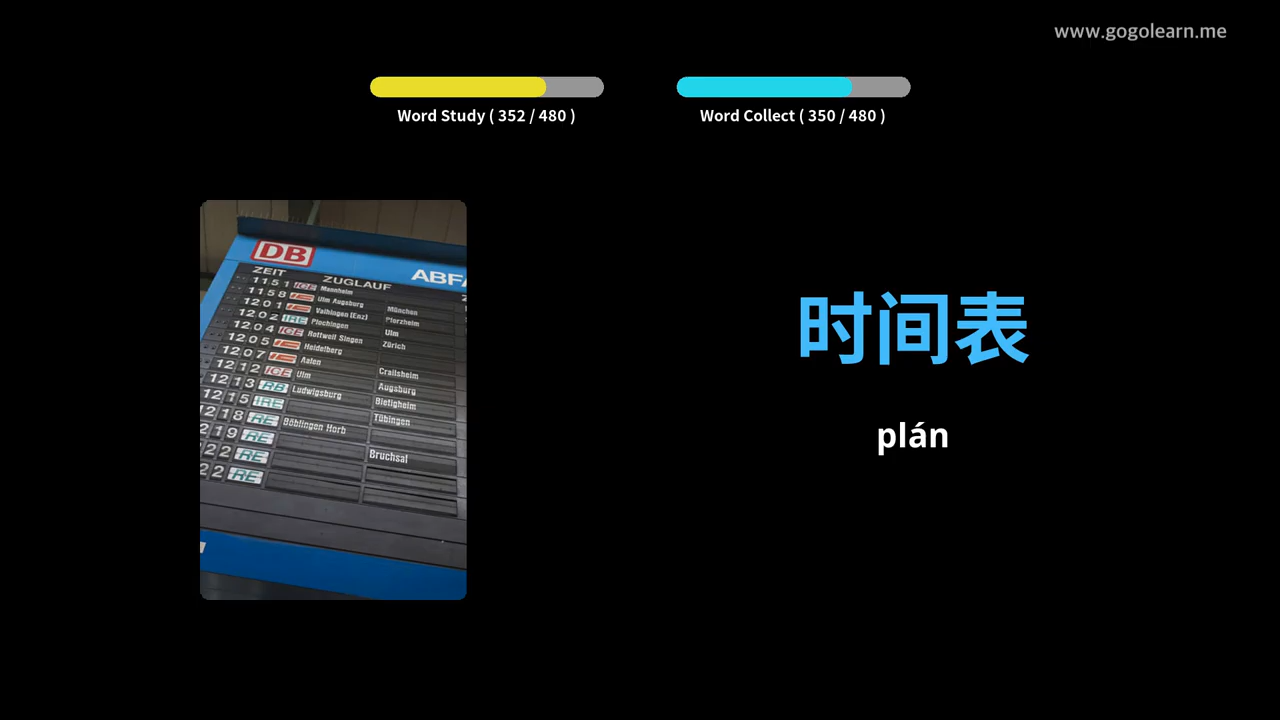 www.gogolearn.me
Word Study ( 352 / 480 )
Word Collect ( 350 / 480 )
DB
ZEIT ZUGLAUF ABFA
1151 ICE Mannheim
1158 Ulm Augsburg München
1201 Vaihingen (Enz) Pforzheim
1202 IRE Plochingen Ulm
1204 ICE Rottweil Singen Zürich
1205 Heidelberg
1207 Aalen Crailsheim
1212 ICE Ulm Augsburg
1213 RB Ludwigsburg Bietigheim
1215 IRE Tübingen
1218 RE Böblingen Horb
219 RE Bruchsal
22 RE
22 RE
时间表
plán